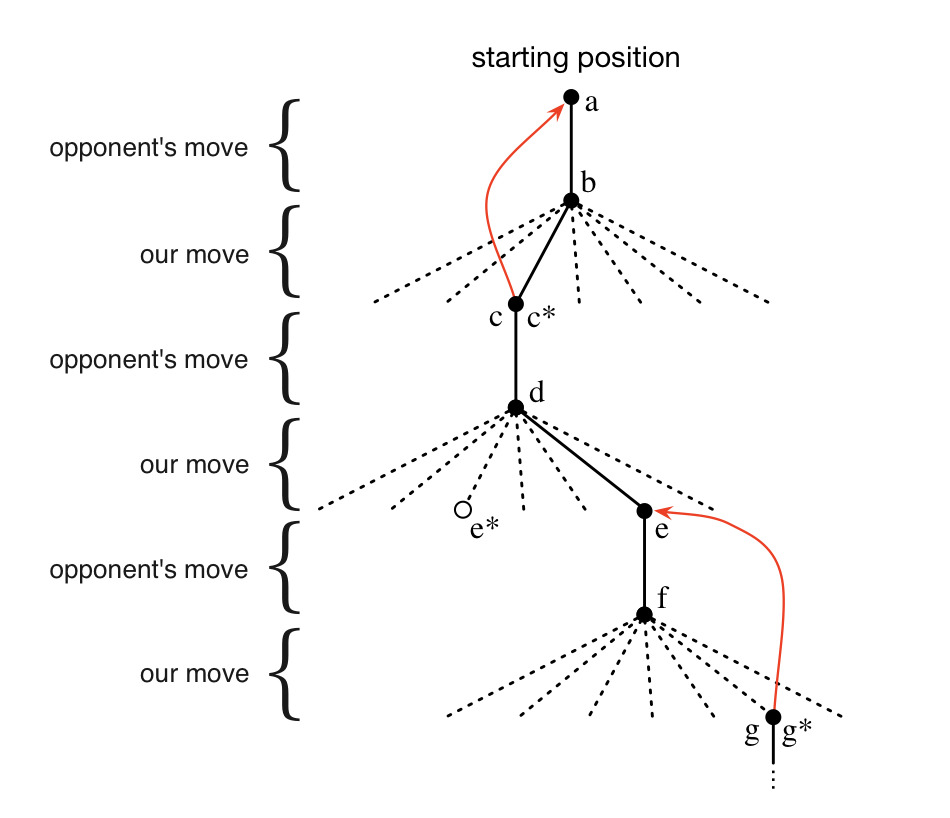 starting position
a
opponent's move
b
our move
c c*
opponent's move
d
our move
e*
e
opponent's move
f
our move
g g*